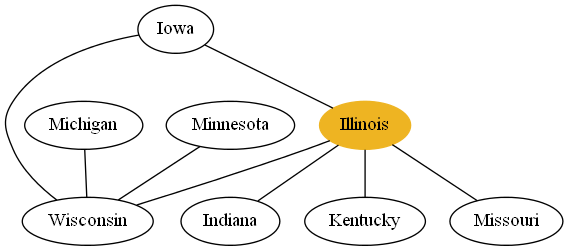 Iowa
Michigan
Minnesota
Illinois
Wisconsin
Indiana
Kentucky
Missouri